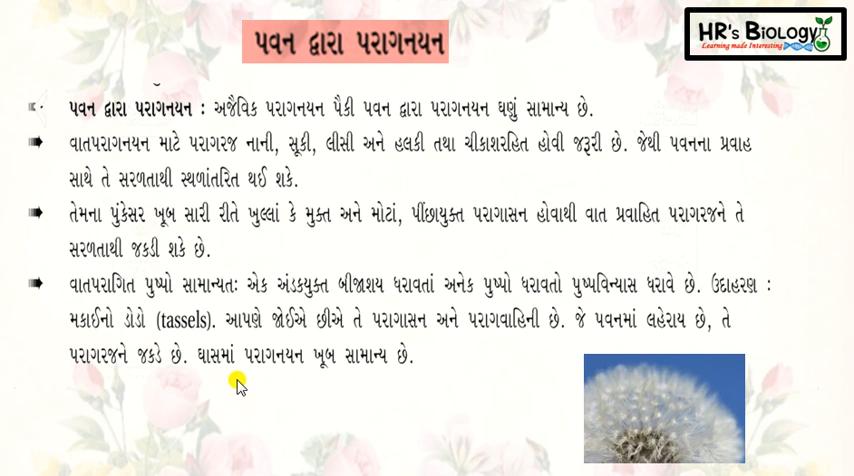 પવન દ્વારા પરાગનયન
HR's Biology
Learning made Interesting
પવન દ્વારા પરાગનયન : અજૈવિક પરાગનયન પૈકી પવન દ્વારા પરાગનયન ઘણું સામાન્ય છે.
વાતપરાગનયન માટે પરાગરજ નાની, સૂકી, લીસી અને હલકી તથા ચીકાશરહિત હોવી જરૂરી છે. જેથી પવનના પ્રવાહ
સાથે તે સરળતાથી સ્થળાંતરિત થઈ શકે.
તેમના પુંકેસર ખૂબ સારી રીતે ખુલ્લાં કે મુક્ત અને મોટાં, પીંછાયુક્ત પરાગાસન હોવાથી વાત પ્રવાહિત પરાગરજને તે
સરળતાથી જકડી શકે છે.
વાતપરાગિત પુષ્પો સામાન્યતઃ એક અંડકયુક્ત બીજાશય ધરાવતાં અનેક પુષ્પો ધરાવતો પુષ્પવિન્યાસ ધરાવે છે. ઉદાહરણ :
મકાઈનો ડોડો (tassels). આપણે જોઈએ છીએ તે પરાગાસન અને પરાગવાહિની છે. જે પવનમાં લહેરાય છે, તે
પરાગરજને જકડે છે. ઘાસમાં પરાગનયન ખૂબ સામાન્ય છે.